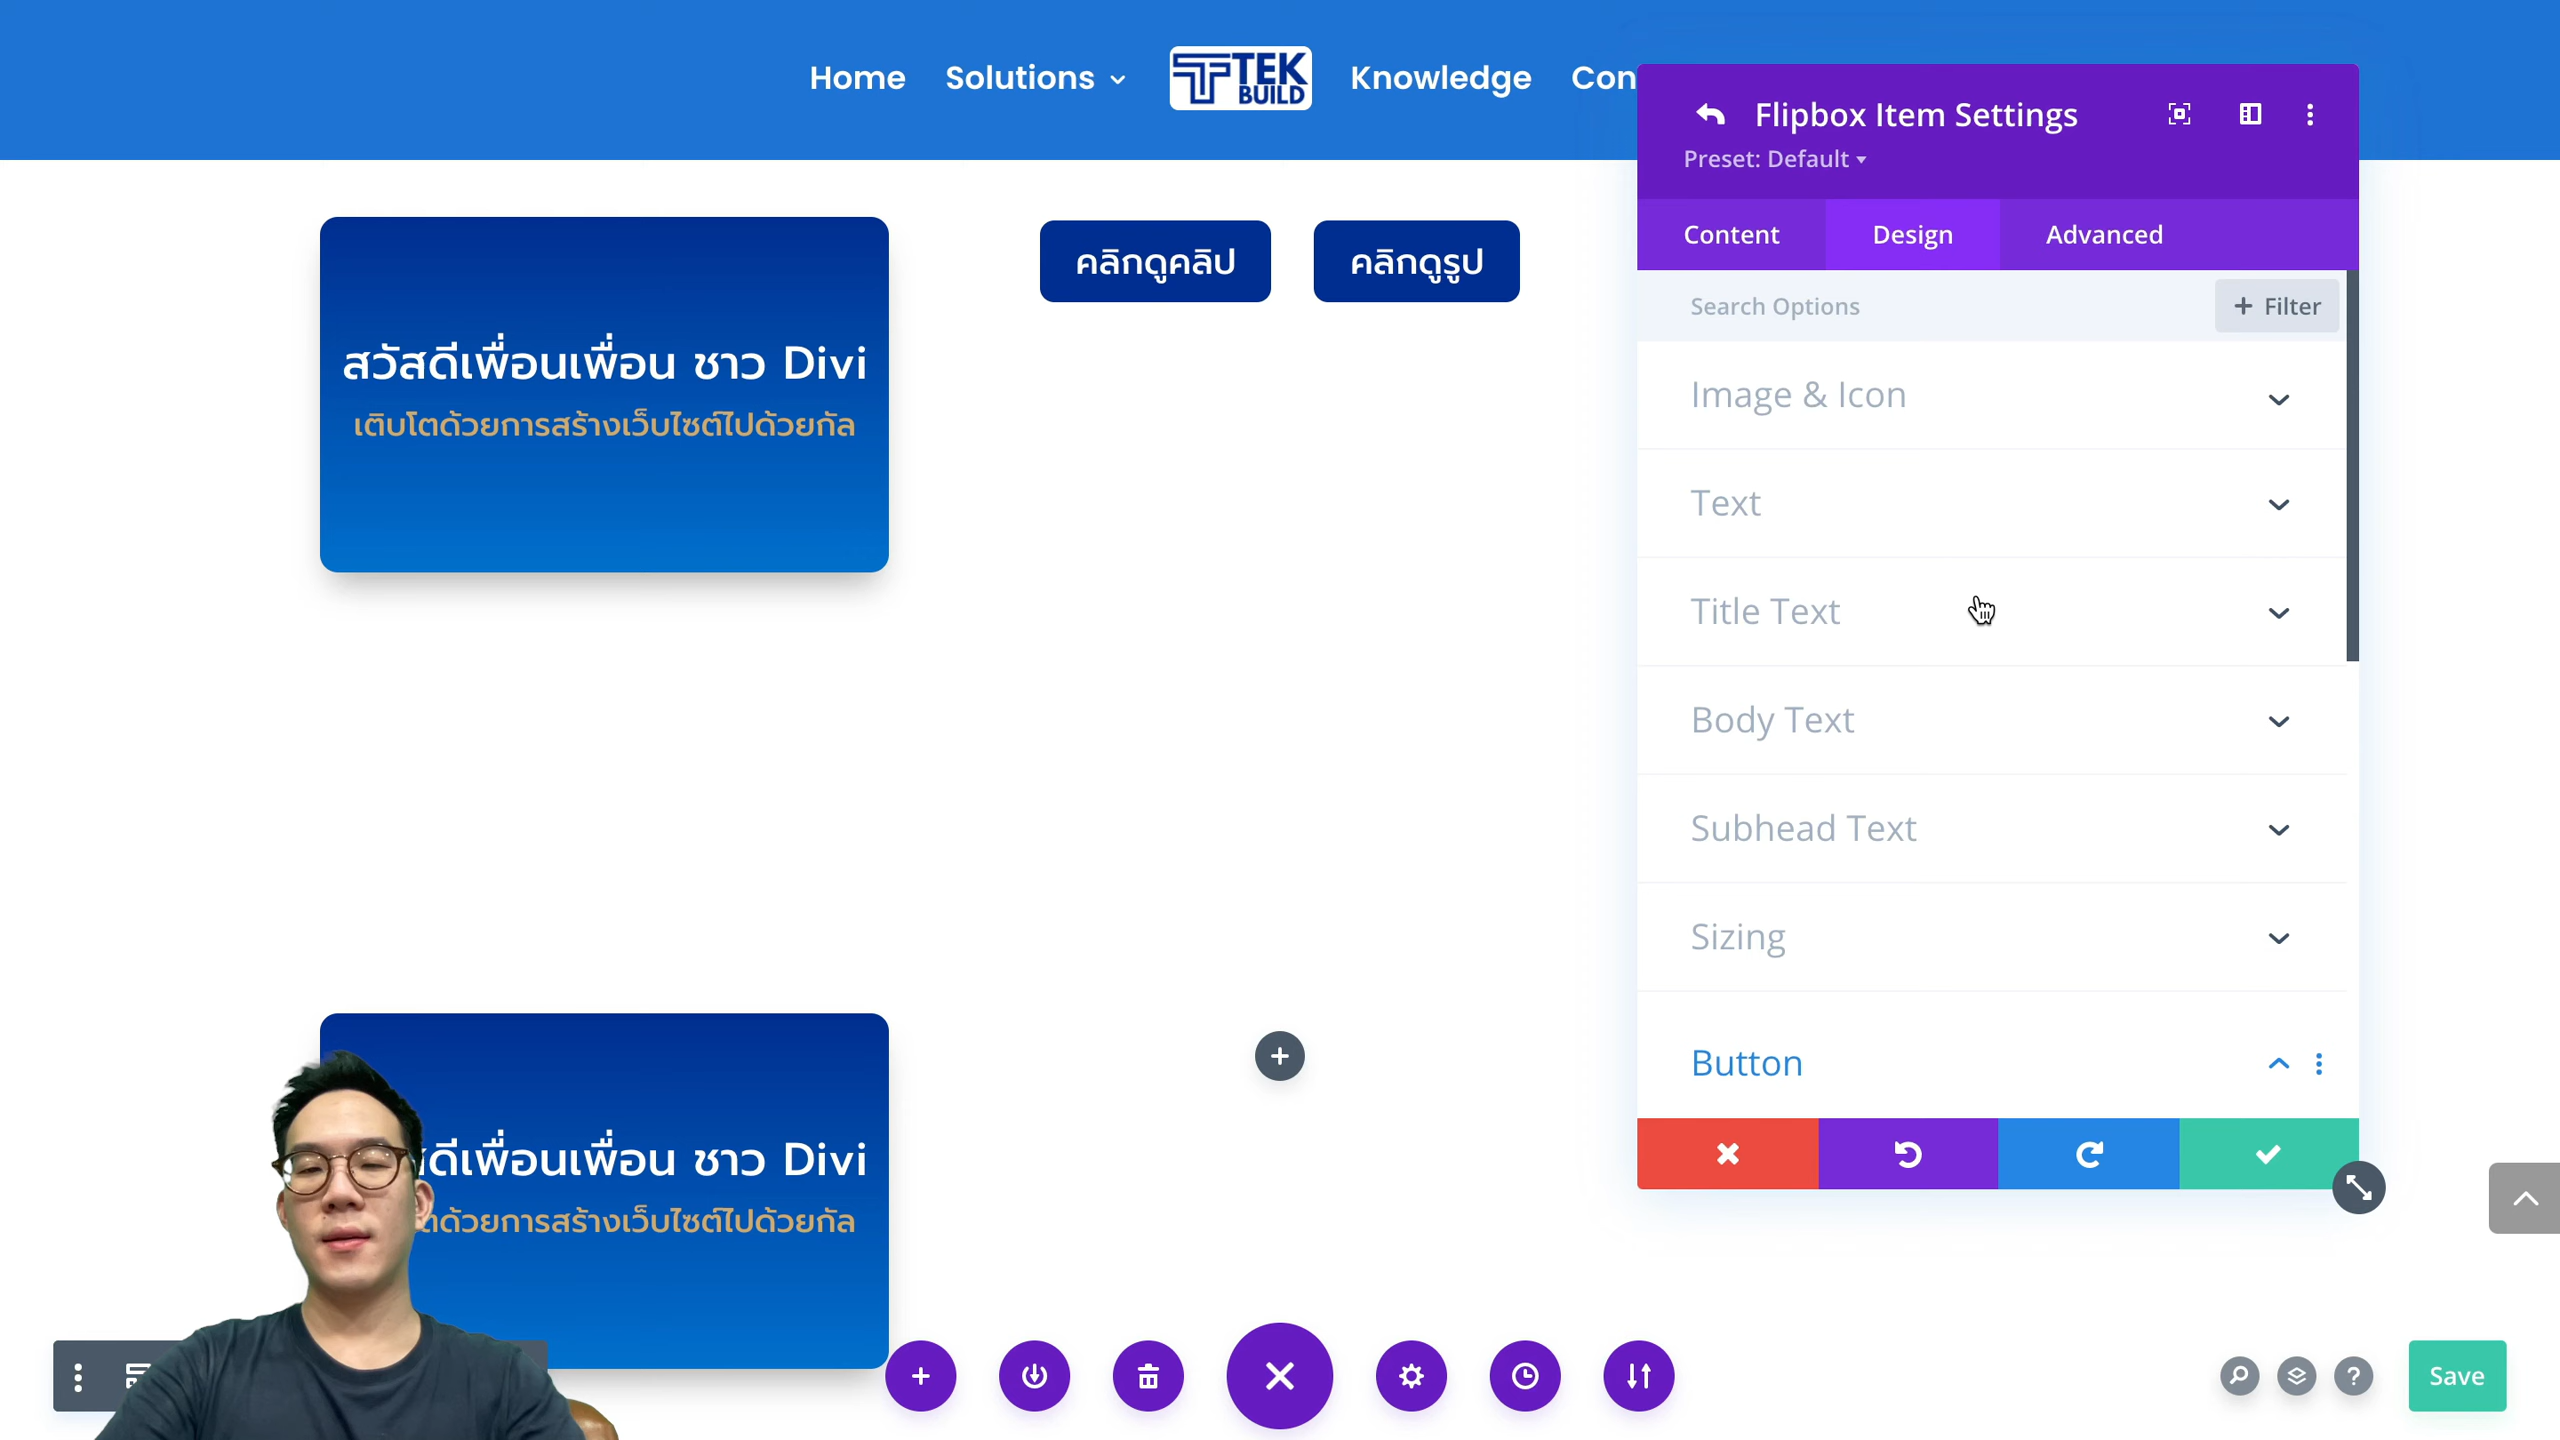 Home Solutions TEK BUILD Knowledge Con
Flipbox Item Settings
Preset: Default
Content Design Advanced
Search Options
+ Filter
Image & Icon
Text
Title Text
Body Text
Subhead Text
Sizing
Button
สวัสดีเพื่อนเพื่อน ชาว Divi
เติบโตด้วยการสร้างเว็บไซต์ไปด้วยกัล
คลิกดูคลิป คลิกดูรูป
ดีเพื่อนเพื่อน ชาว Divi
ตด้วยการสร้างเว็บไซต์ไปด้วยกัล
Save